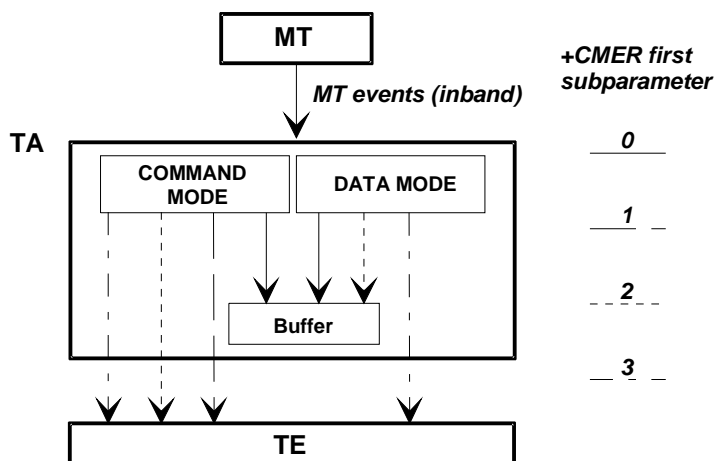 MT
+CMER first
subparameter
MT events (inband)
TA
0
COMMAND
MODE
DATA MODE
1
2
Buffer
3
TE